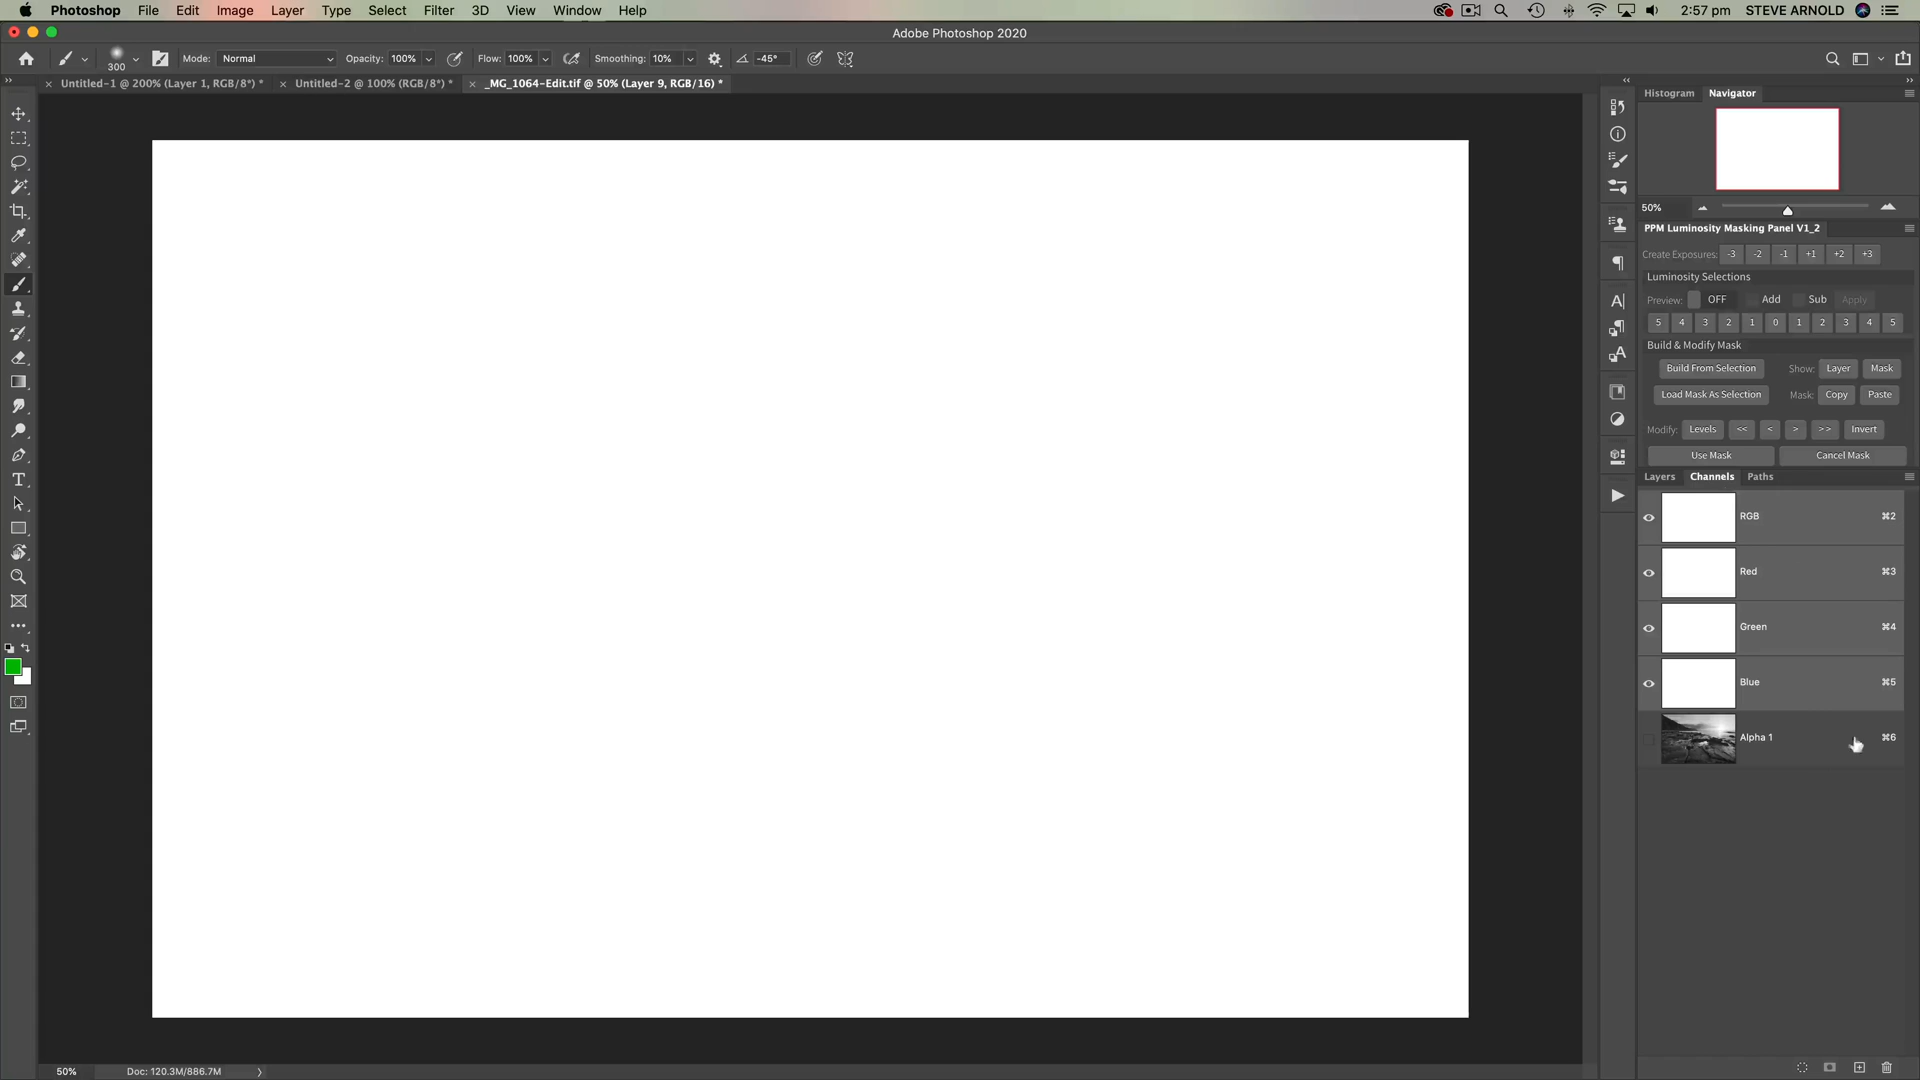 Photoshop File Edit Image Layer Type Select Filter 3D View Window Help 2:57 pm STEVE ARNOLD
Adobe Photoshop 2020
300 Mode: Normal Opacity: 100% Flow: 100% Smoothing: 10% -45°
Untitled-1 @ 200% (Layer 1, RGB/8*) * Untitled-2 @ 100% (RGB/8*) * _MG_1064-Edit.tif @ 50% (Layer 9, RGB/16) *
Histogram Navigator
50%
PPM Luminosity Masking Panel V1_2
Create Exposures: -3 -2 -1 +1 +2 +3
Luminosity Selections
Preview: OFF Add Sub Apply
5 4 3 2 1 0 1 2 3 4 5
Build & Modify Mask
Build From Selection Show: Layer Mask
Load Mask As Selection Mask: Copy Paste
Modify: Levels << < > >> Invert
Use Mask Cancel Mask
Layers Channels Paths
RGB ⌘2
Red ⌘3
Green ⌘4
Blue ⌘5
Alpha 1 ⌘6
50% Doc: 120.3M/886.7M